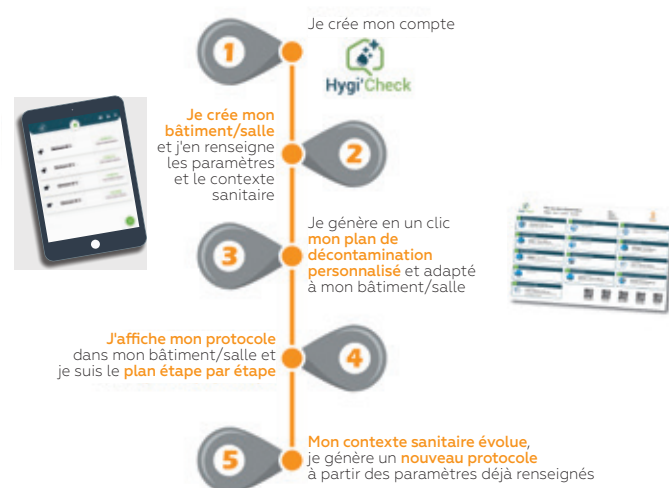 1
Je crée mon compte
Hygi'Check
Je crée mon
bâtiment/salle
et j'en renseigne
les paramètres
et le contexte
sanitaire
2
3
Je génère en un clic
mon plan de
décontamination
personnalisé et adapté
à mon bâtiment/salle
J'affiche mon protocole
dans mon bâtiment/salle et
je suis le plan étape par étape
4
5
Mon contexte sanitaire évolue,
je génère un nouveau protocole
à partir des paramètres déjà renseignés